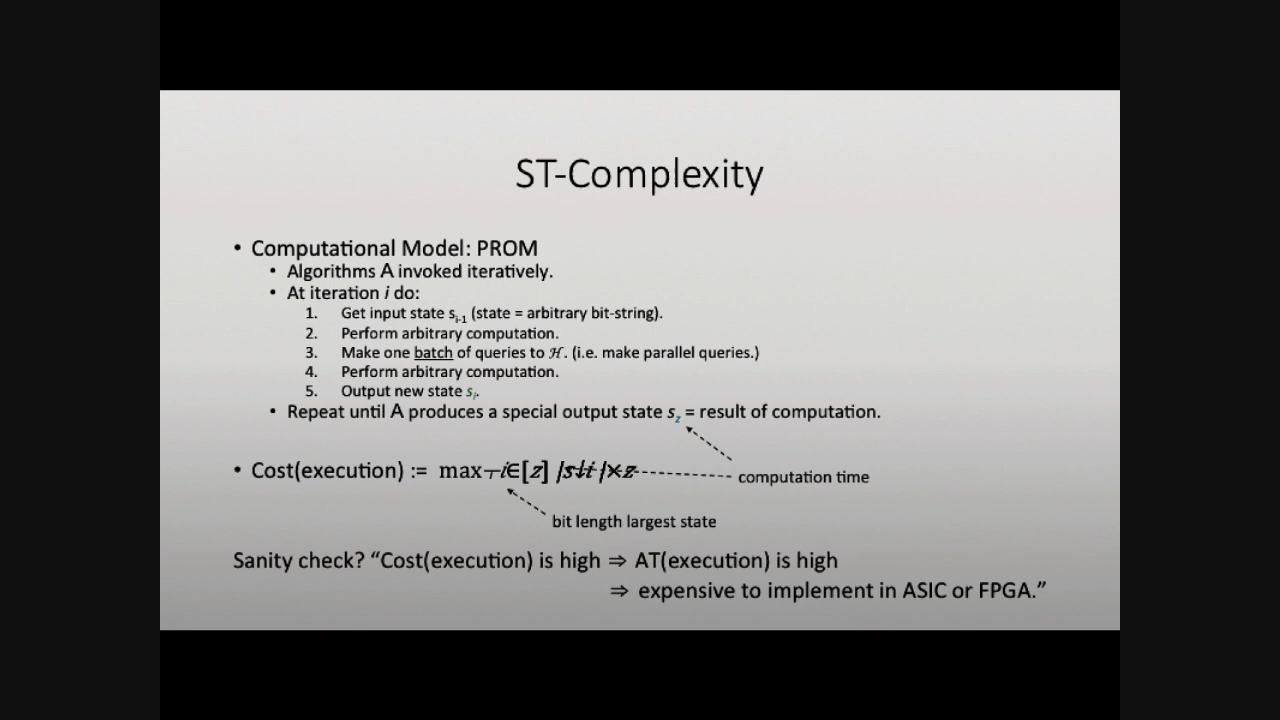 ST-Complexity
• Computational Model: PROM
• Algorithms A invoked iteratively.
• At iteration i do:
1. Get input state sᵢ₋₁ (state = arbitrary bit-string).
2. Perform arbitrary computation.
3. Make one batch of queries to ℋ. (i.e. make parallel queries.)
4. Perform arbitrary computation.
5. Output new state sᵢ.
• Repeat until A produces a special output state s_z = result of computation.
• Cost(execution) := max┬i∈[z] |s↓i |×z
computation time
bit length largest state
Sanity check? “Cost(execution) is high ⇒ AT(execution) is high
⇒ expensive to implement in ASIC or FPGA.”